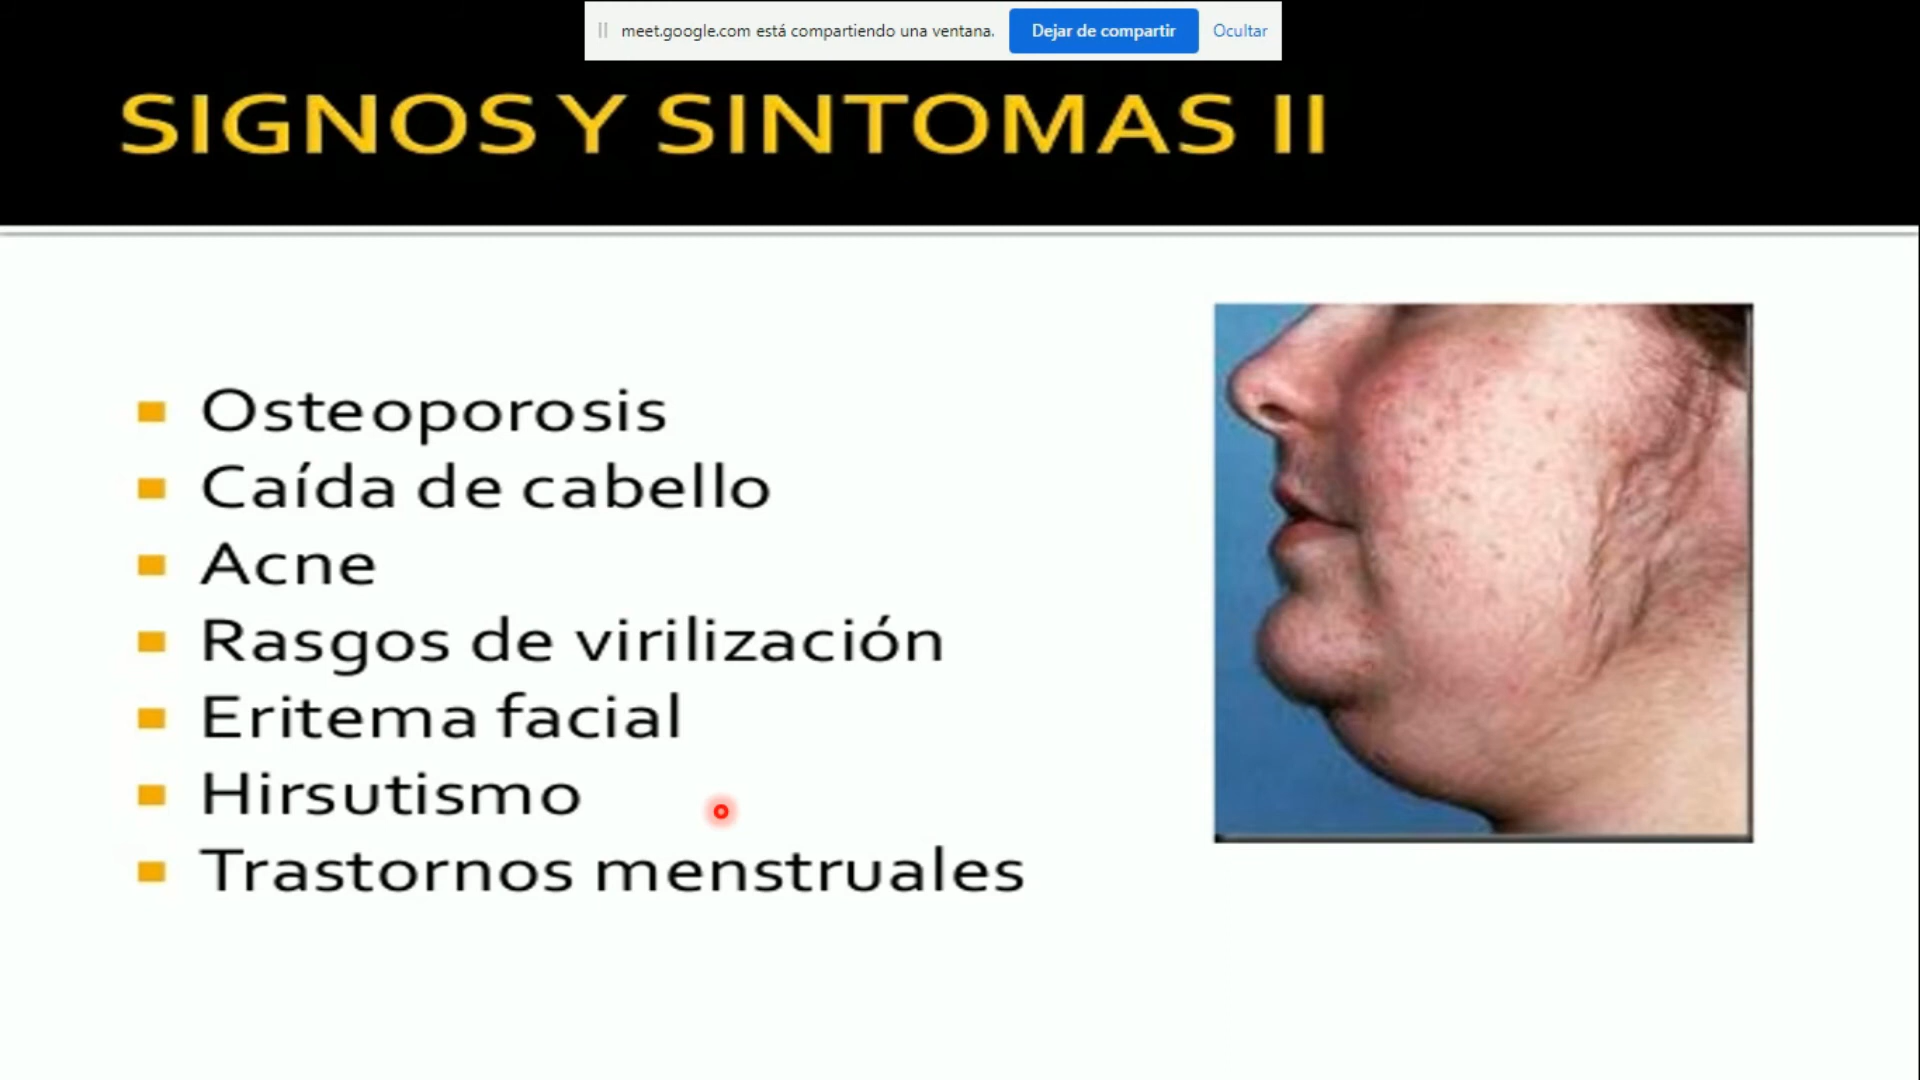 meet.google.com está compartiendo una ventana. Dejar de compartir Ocultar
SIGNOS Y SINTOMAS II
Osteoporosis
Caída de cabello
Acne
Rasgos de virilización
Eritema facial
Hirsutismo
Trastornos menstruales